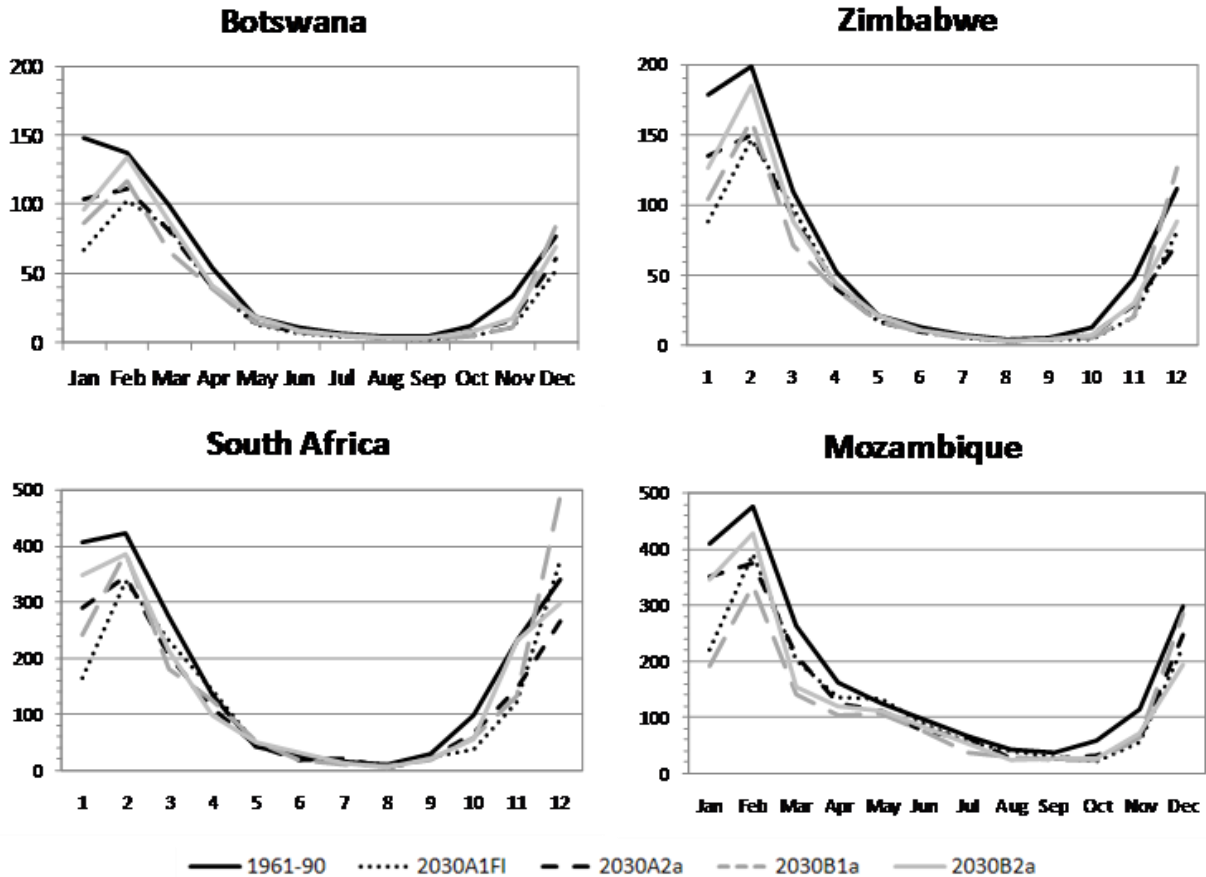 Botswana
Zimbabwe
200
150
100
50
0
Jan Feb Mar Apr May Jun Jul Aug Sep Oct Nov Dec
200
150
100
50
0
1 2 3 4 5 6 7 8 9 10 11 12
South Africa
Mozambique
500
400
300
200
100
0
1 2 3 4 5 6 7 8 9 10 11 12
500
400
300
200
100
0
Jan Feb Mar Apr May Jun Jul Aug Sep Oct Nov Dec
1961-90 2030A1FI 2030A2a 2030B1a 2030B2a